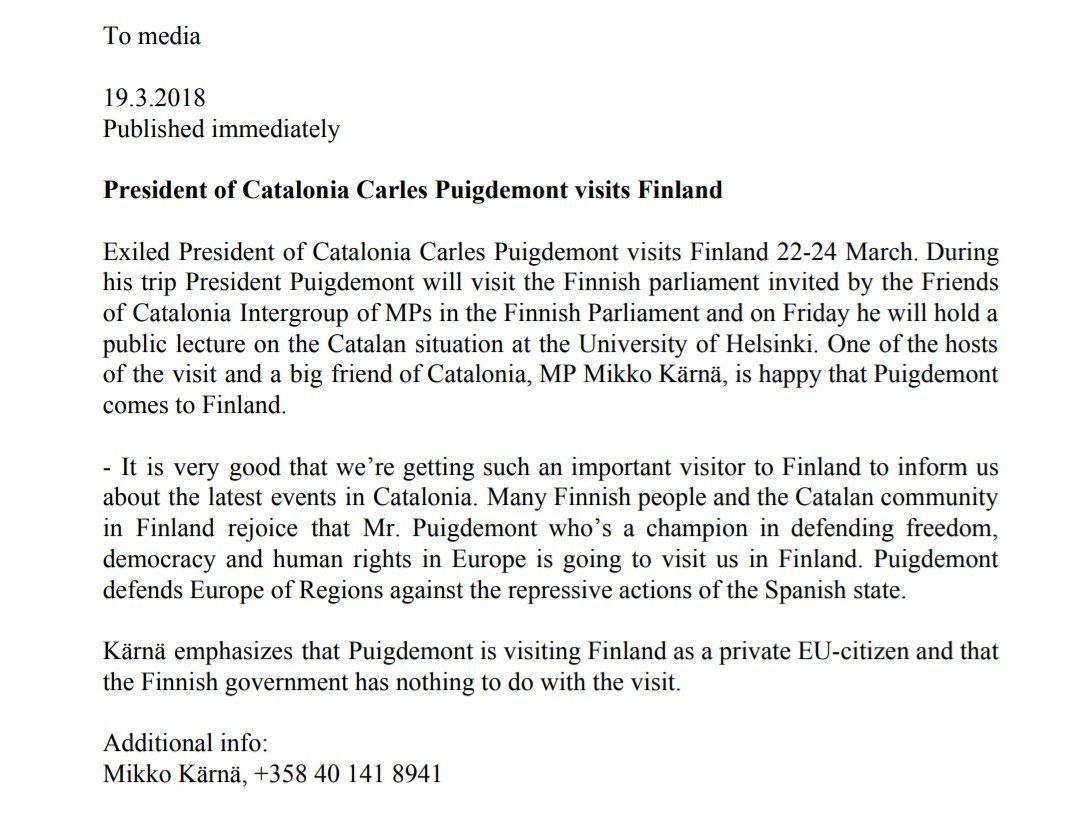 To media
19.3.2018
Published immediately
President of Catalonia Carles Puigdemont visits Finland
Exiled President of Catalonia Carles Puigdemont visits Finland 22-24 March. During
his trip President Puigdemont will visit the Finnish parliament invited by the Friends
of Catalonia Intergroup of MPs in the Finnish Parliament and on Friday he will hold a
public lecture on the Catalan situation at the University of Helsinki. One of the hosts
of the visit and a big friend of Catalonia, MP Mikko Kärnä, is happy that Puigdemont
comes to Finland.
- It is very good that we’re getting such an important visitor to Finland to inform us
about the latest events in Catalonia. Many Finnish people and the Catalan community
in Finland rejoice that Mr. Puigdemont who’s a champion in defending freedom,
democracy and human rights in Europe is going to visit us in Finland. Puigdemont
defends Europe of Regions against the repressive actions of the Spanish state.
Kärnä emphasizes that Puigdemont is visiting Finland as a private EU-citizen and that
the Finnish government has nothing to do with the visit.
Additional info:
Mikko Kärnä, +358 40 141 8941